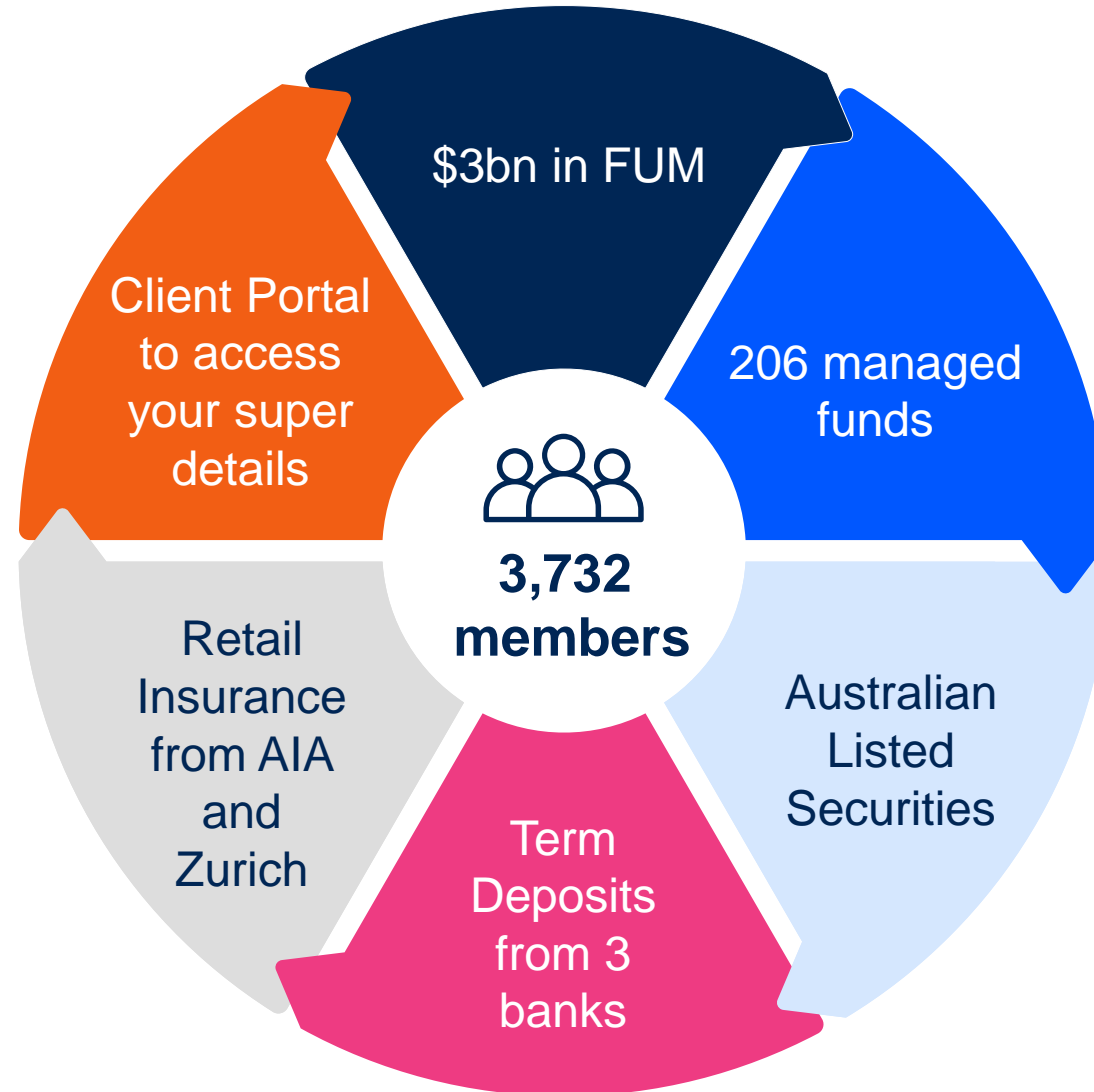 $3bn in FUM
206 managed
funds
Australian
Listed
Securities
Term
Deposits
from 3
banks
Retail
Insurance
from AIA
and
Zurich
Client Portal
to access
your super
details
3,732
members